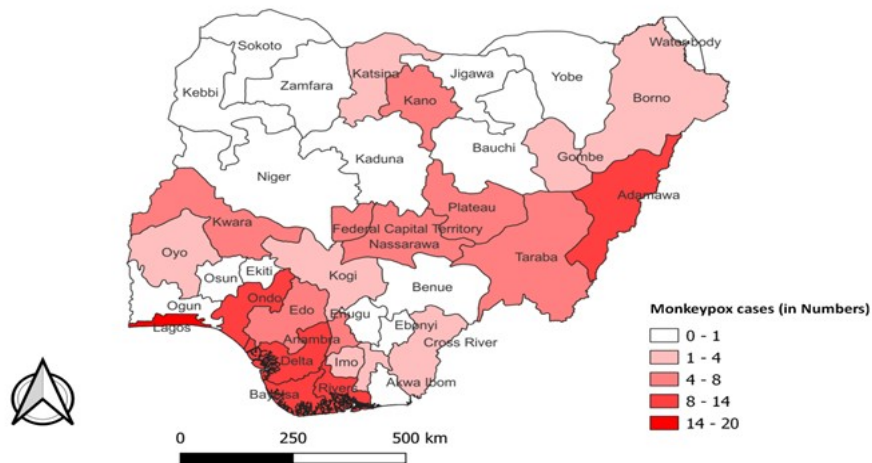 Waterbody
Sokoto
Katsina
Jigawa
Yobe
Kebbi
Zamfara
Kano
Borno
Bauchi
Gombe
Kaduna
Niger
Adamawa
Plateau
Kwara
Federal Capital Territory
Nassarawa
Taraba
Oyo
Kogi
Osun
Ekiti
Benue
Ogun
Ondo
Edo
Enugu
Ebonyi
Lagos
Anambra
Cross River
Delta
Imo
Akwa Ibom
Bayelsa
Rivers
Monkeypox cases (in Numbers)
0 - 1
1 - 4
4 - 8
8 - 14
14 - 20
0 250 500 km